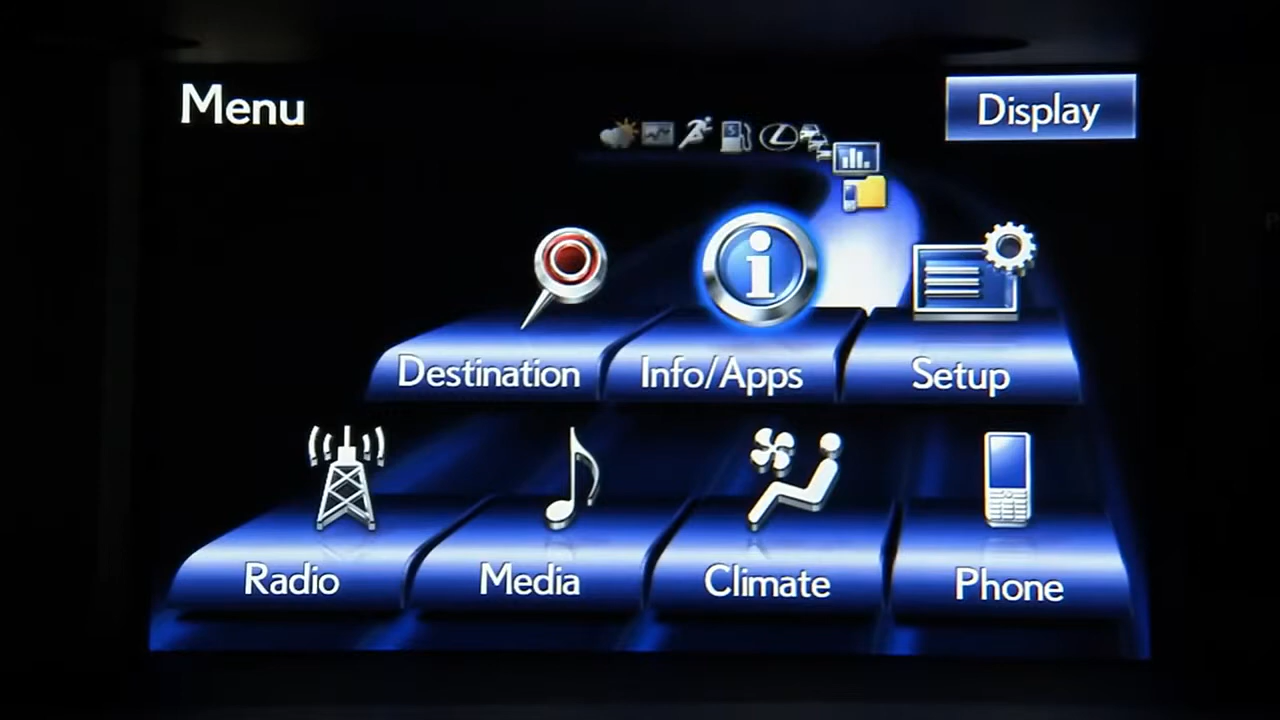 Menu
Display
Destination
Info/Apps
Setup
Radio
Media
Climate
Phone